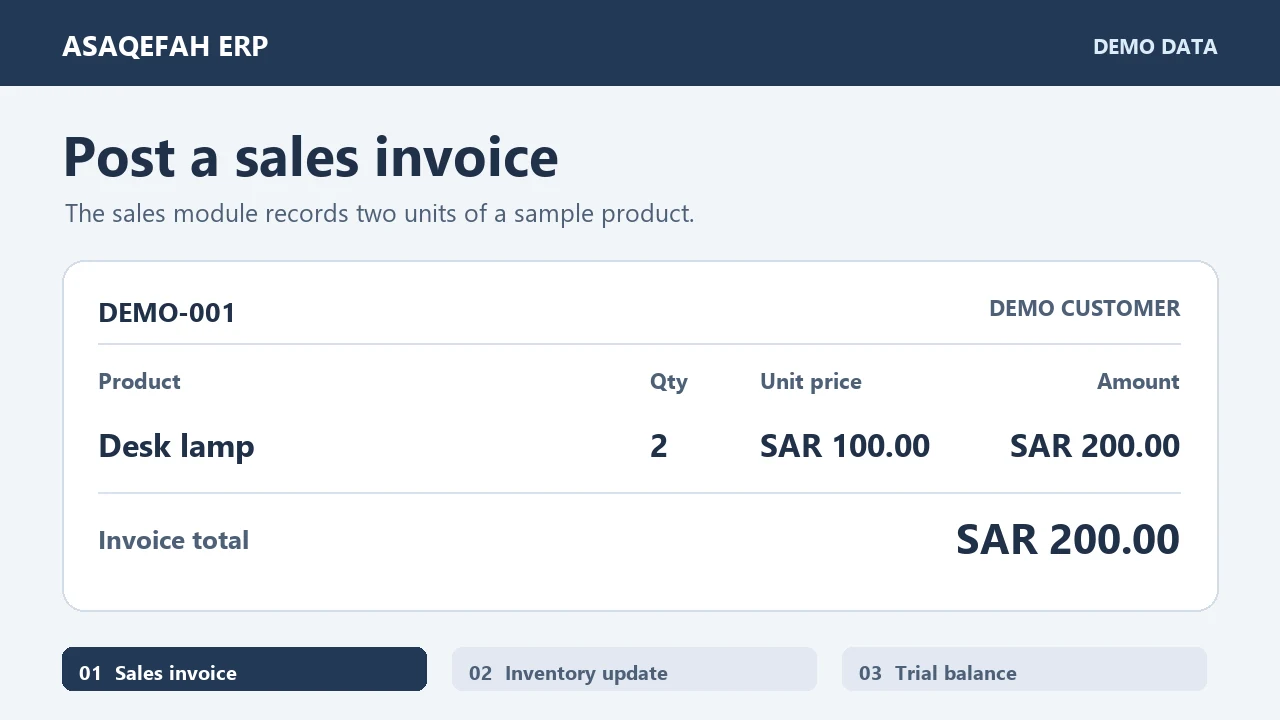 ASAQEFAH ERP DEMO DATA
Post a sales invoice
The sales module records two units of a sample product.
DEMO-001 DEMO CUSTOMER
Product Qty Unit price Amount
Desk lamp 2 SAR 100.00 SAR 200.00
Invoice total SAR 200.00
01 Sales invoice 02 Inventory update 03 Trial balance